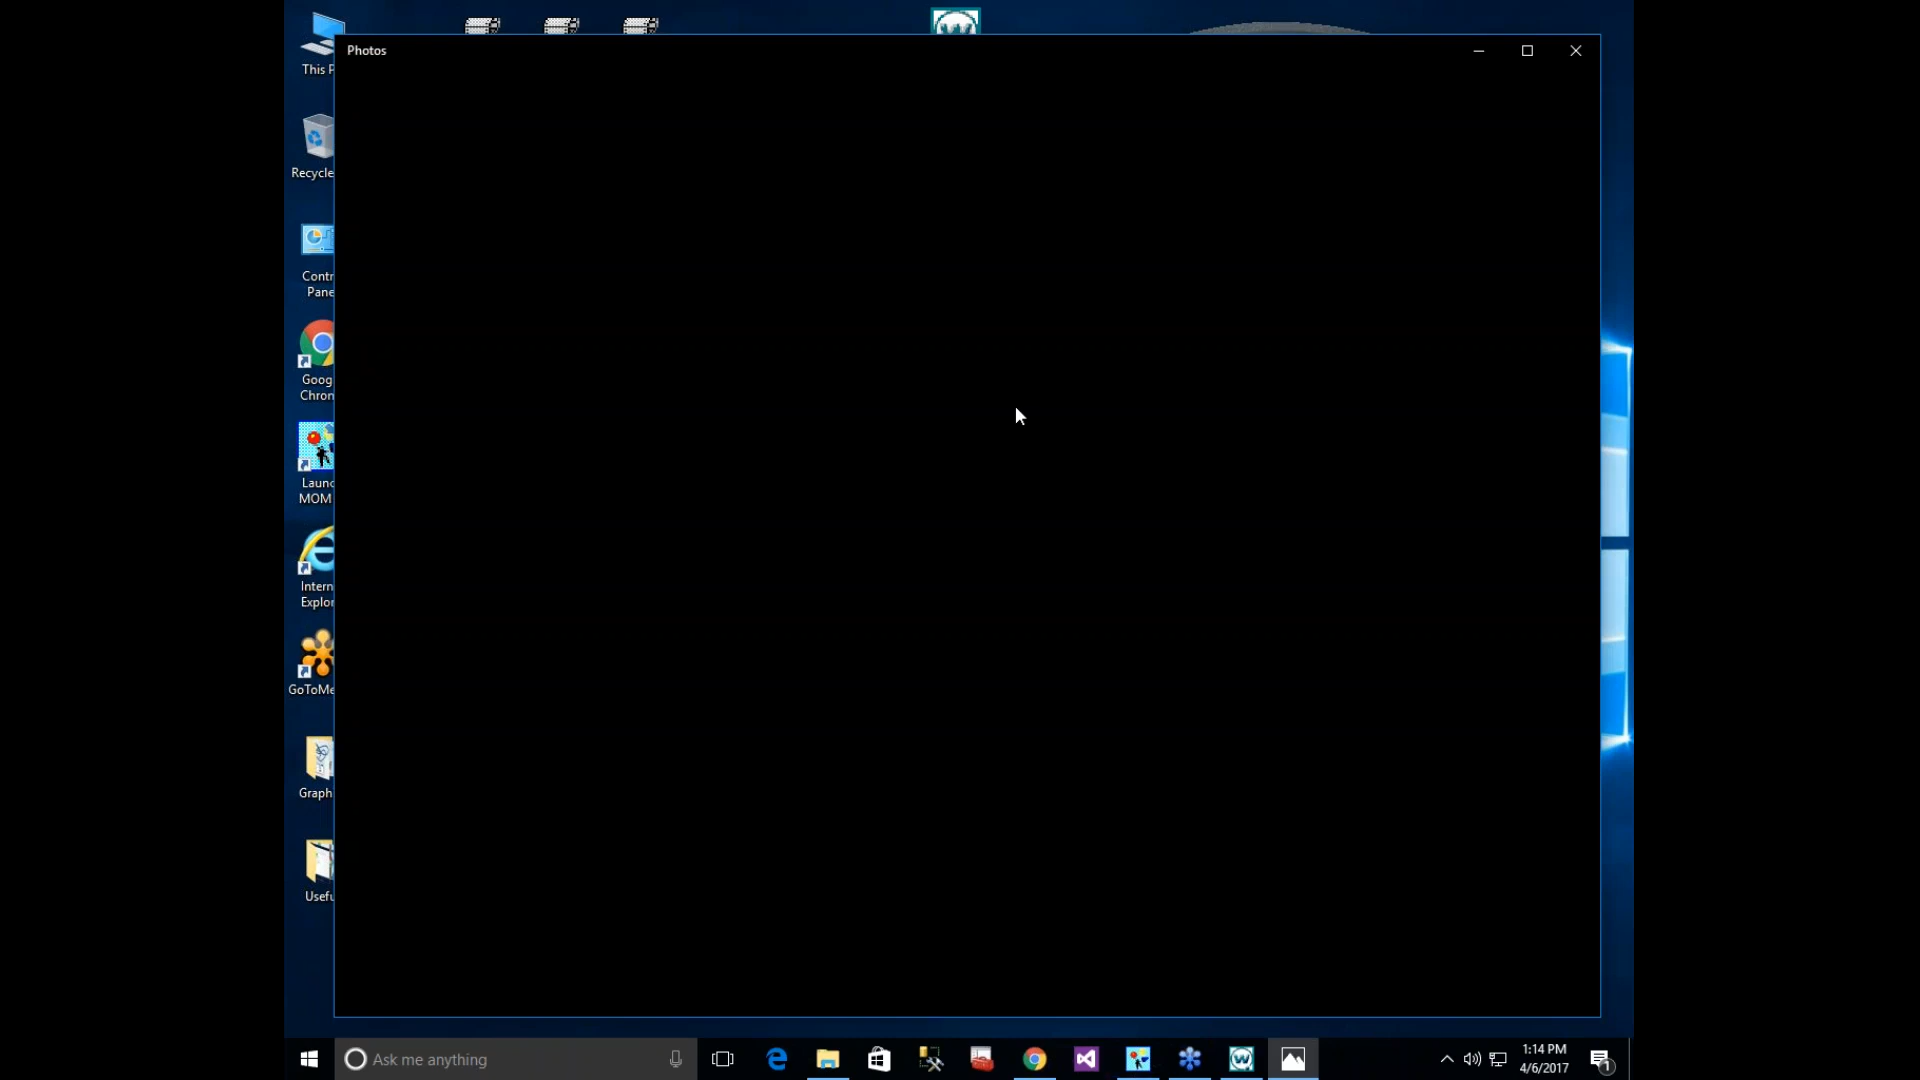 Photos
This P
Recycle
Contr
Pane
Goog
Chron
Launc
MOM
Intern
Explor
GoToMe
Graph
Usefu
Ask me anything
1:14 PM
4/6/2017
1